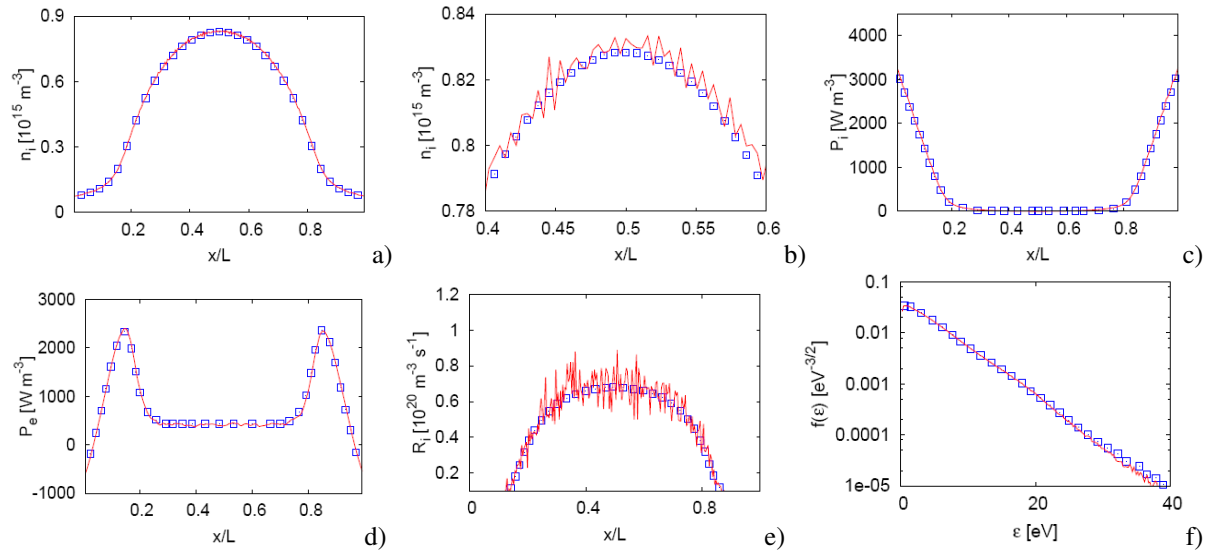 0.9
0.6
0.3
0
n_i [10^15 m^-3]
0.2 0.4 0.6 0.8
x/L
a)
0.84
0.82
0.8
0.78
n_i [10^15 m^-3]
0.4 0.45 0.5 0.55 0.6
x/L
b)
4000
3000
2000
1000
0
P_i [W m^-3]
0.2 0.4 0.6 0.8
x/L
c)
3000
2000
1000
0
-1000
P_e [W m^-3]
0.2 0.4 0.6 0.8
x/L
d)
1.2
1
0.8
0.6
0.4
0.2
R_i [10^20 m^-3 s^-1]
0 0.4 0.8
x/L
e)
0.1
0.01
0.001
0.0001
1e-05
f(ε) [eV^-3/2]
0 20 40
ε [eV]
f)